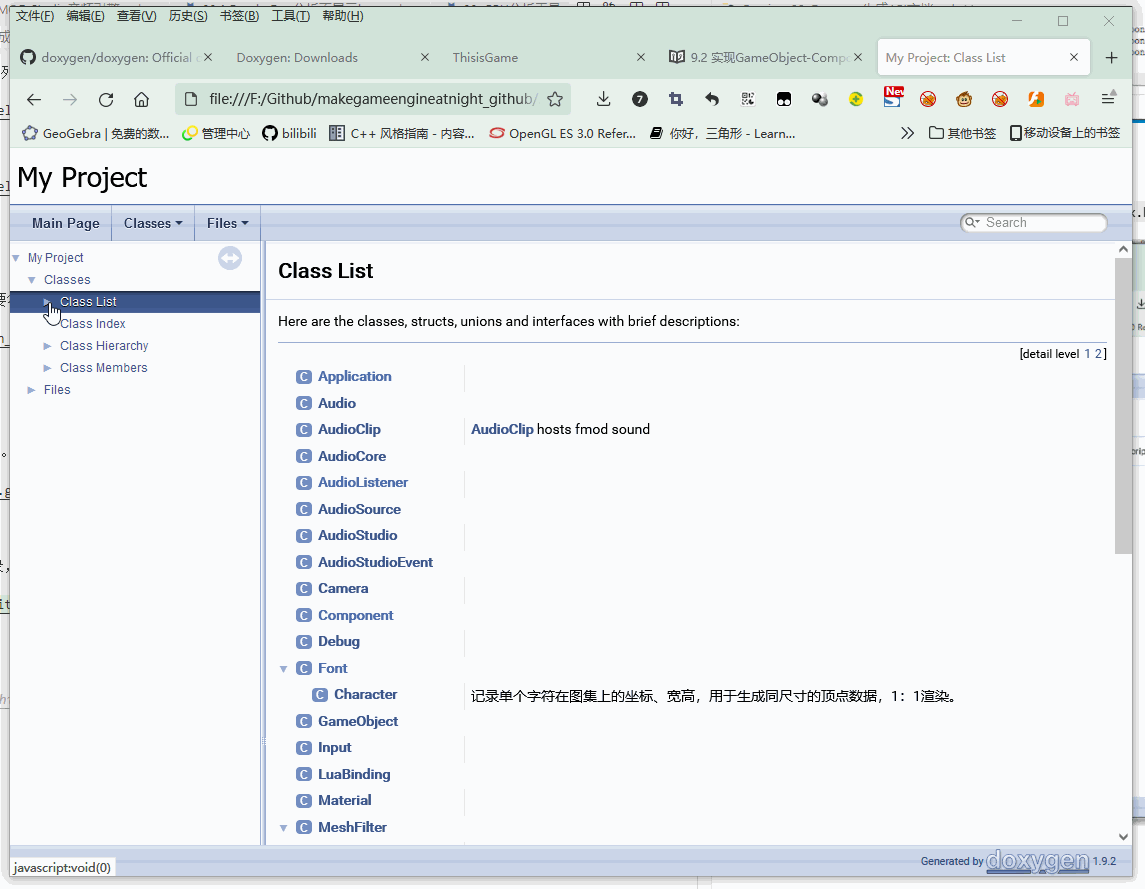 文件(F) 编辑(E) 查看(V) 历史(S) 书签(B) 工具(T) 帮助(H)
doxygen/doxygen: Official
Doxygen: Downloads
ThisisGame
9.2 实现GameObject-Compo
My Project: Class List
file:///F:/Github/makegameengineatnight_github/
7
New
GeoGebra | 免费的数...
管理中心
bilibili
C++ 风格指南 - 内容...
OpenGL ES 3.0 Refer...
你好，三角形 - Learn...
其他书签
移动设备上的书签
My Project
Main Page
Classes
Files
Search
My Project
Classes
Class List
Class Index
Class Hierarchy
Class Members
Files
Class List
Here are the classes, structs, unions and interfaces with brief descriptions:
[detail level 1 2]
C Application
C Audio
C AudioClip AudioClip hosts fmod sound
C AudioCore
C AudioListener
C AudioSource
C AudioStudio
C AudioStudioEvent
C Camera
C Component
C Debug
C Font
C Character 记录单个字符在图集上的坐标、宽高，用于生成同尺寸的顶点数据，1：1渲染。
C GameObject
C Input
C LuaBinding
C Material
C MeshFilter
javascript:void(0)
Generated by doxygen 1.9.2